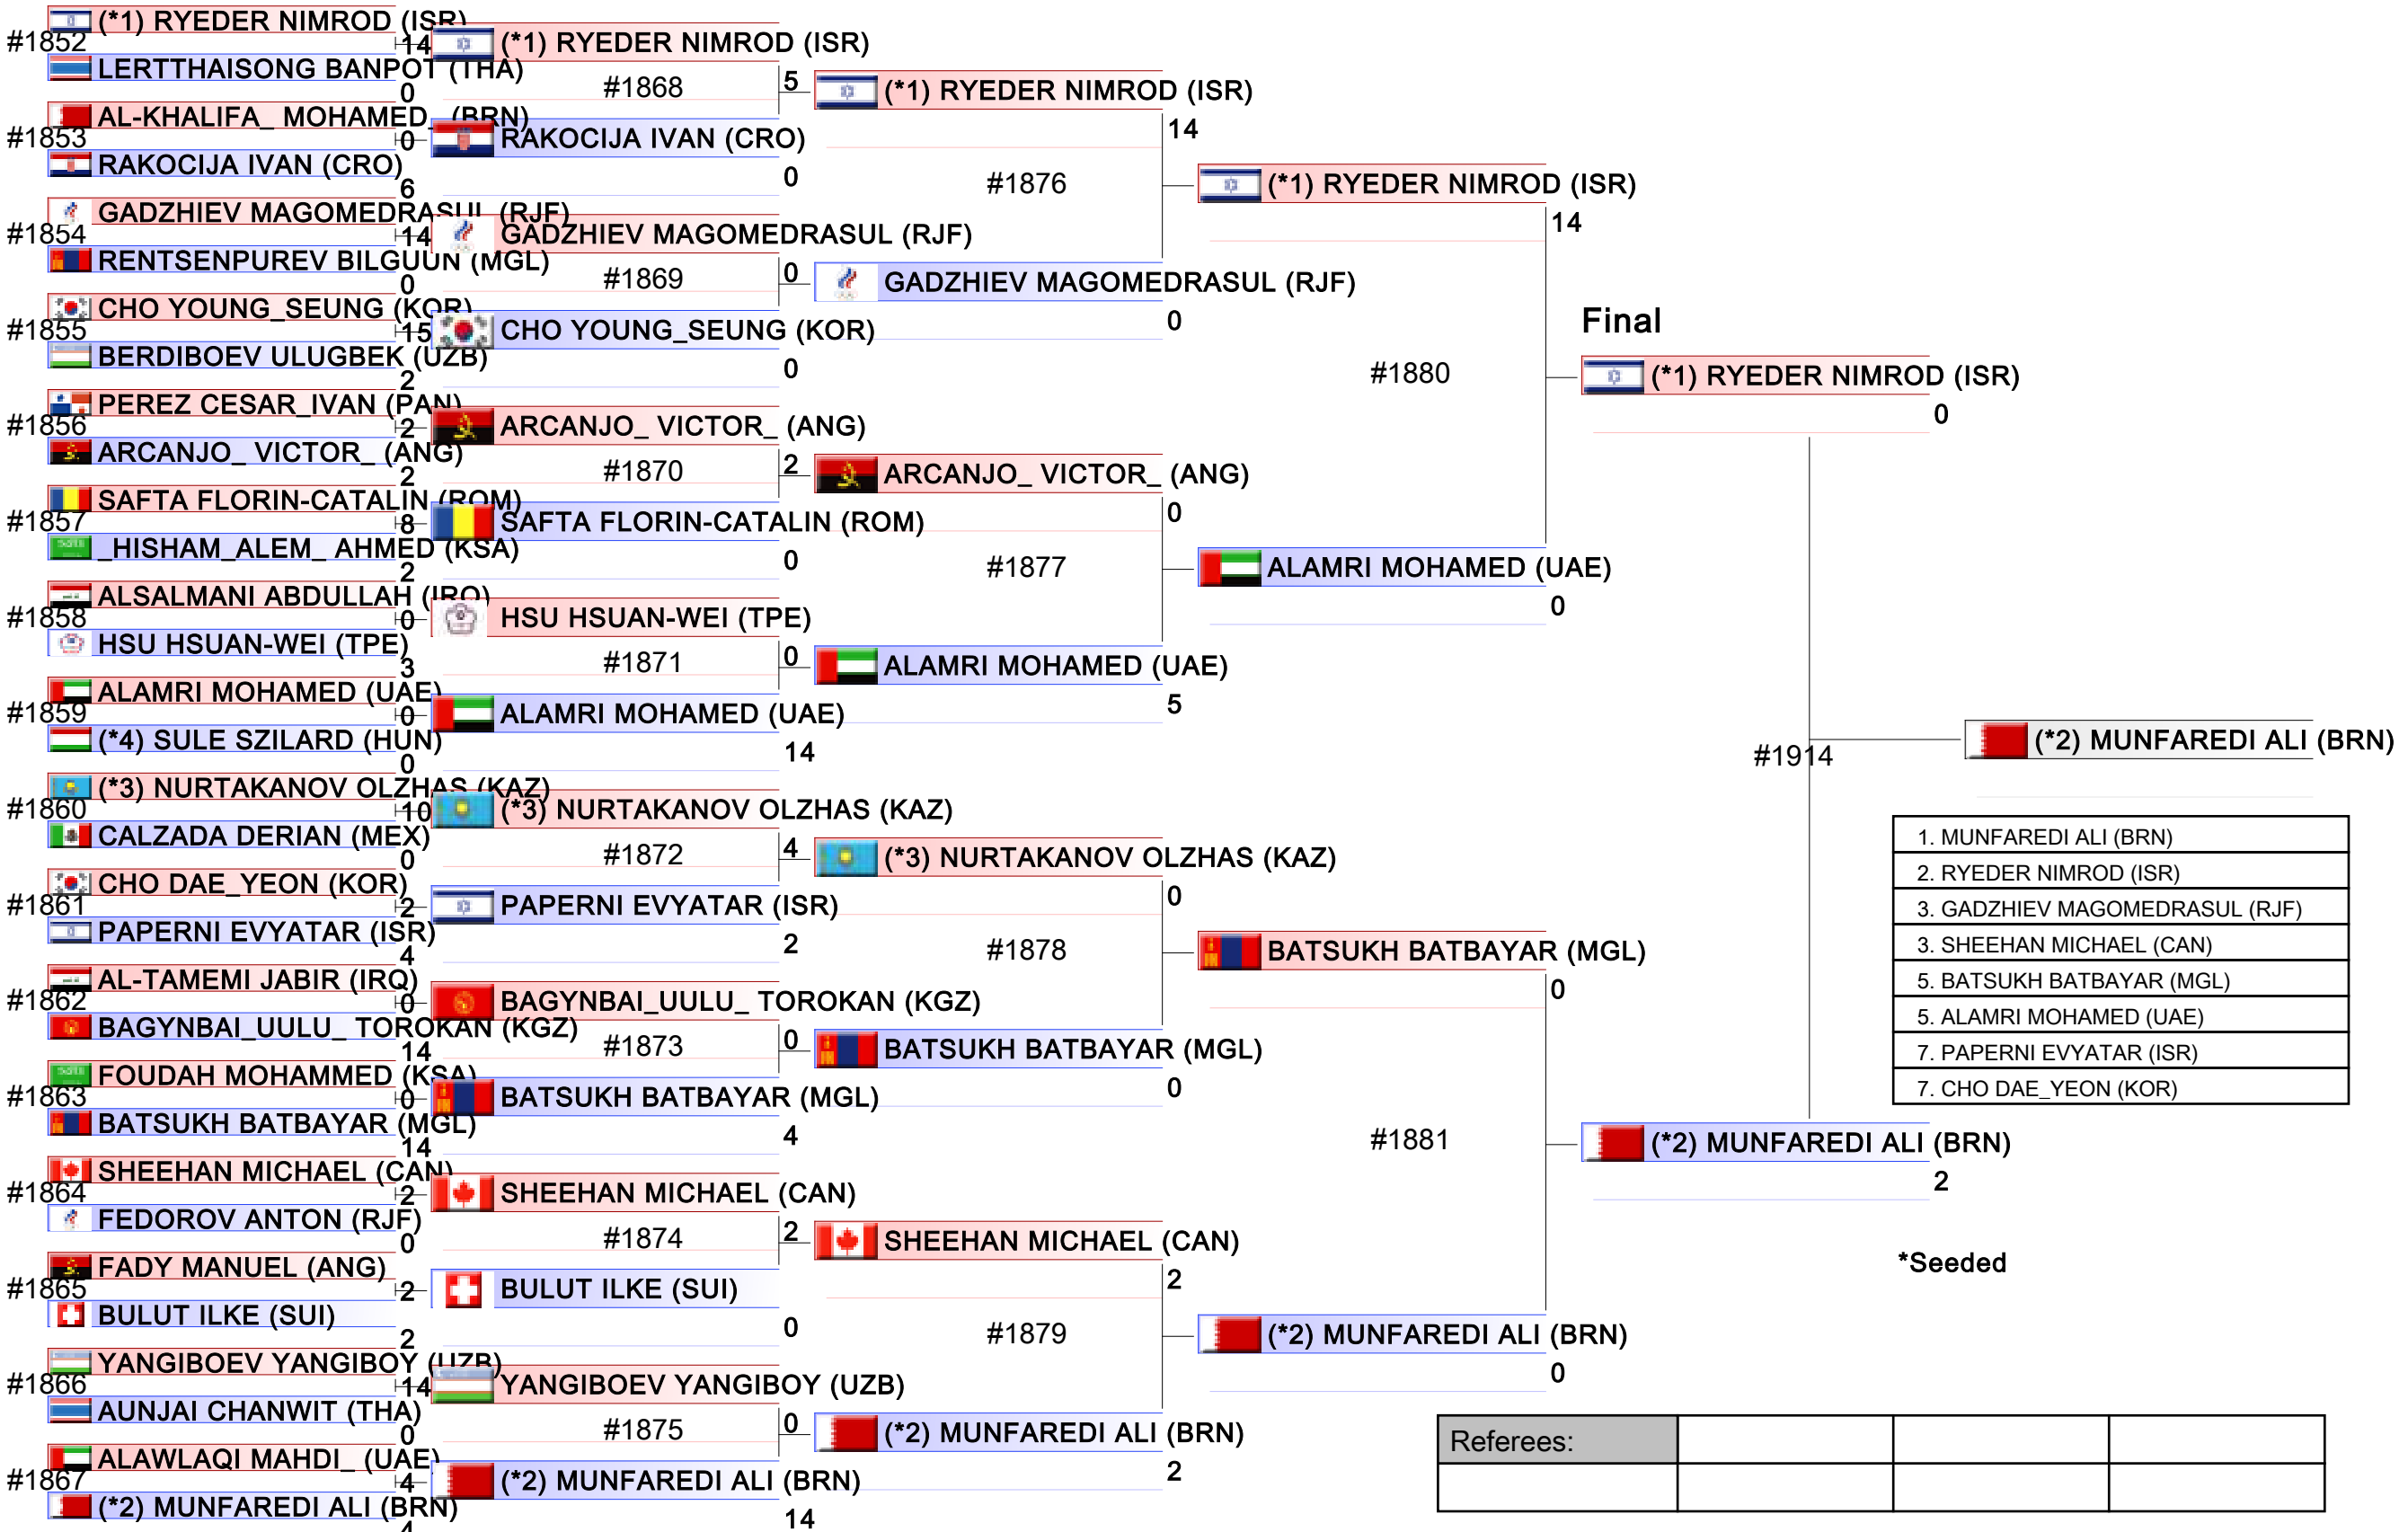 (*1) RYEDER NIMROD (ISR)
#1852
14
LERTTHAISONG BANPOT (THA)
0
AL-KHALIFA_ MOHAMED_ (BRN)
#1853
0
RAKOCIJA IVAN (CRO)
6
GADZHIEV MAGOMEDRASUL (RJF)
#1854
14
RENTSENPUREV BILGUUN (MGL)
0
CHO YOUNG_SEUNG (KOR)
#1855
15
BERDIBOEV ULUGBEK (UZB)
2
PEREZ CESAR_IVAN (PAN)
#1856
2
ARCANJO_ VICTOR_ (ANG)
2
SAFTA FLORIN-CATALIN (ROM)
#1857
8
_HISHAM_ALEM_ AHMED (KSA)
2
ALSALMANI ABDULLAH (IRQ)
#1858
0
HSU HSUAN-WEI (TPE)
3
ALAMRI MOHAMED (UAE)
#1859
0
(*4) SULE SZILARD (HUN)
0
(*3) NURTAKANOV OLZHAS (KAZ)
#1860
10
CALZADA DERIAN (MEX)
0
CHO DAE_YEON (KOR)
#1861
2
PAPERNI EVYATAR (ISR)
4
AL-TAMEMI JABIR (IRQ)
#1862
0
BAGYNBAI_UULU_ TOROKAN (KGZ)
14
FOUDAH MOHAMMED (KSA)
#1863
0
BATSUKH BATBAYAR (MGL)
14
SHEEHAN MICHAEL (CAN)
#1864
2
FEDOROV ANTON (RJF)
0
FADY MANUEL (ANG)
#1865
2
BULUT ILKE (SUI)
2
YANGIBOEV YANGIBOY (UZB)
#1866
14
AUNJAI CHANWIT (THA)
0
ALAWLAQI MAHDI_ (UAE)
#1867
4
(*2) MUNFAREDI ALI (BRN)
4
(*1) RYEDER NIMROD (ISR)
#1868
5
RAKOCIJA IVAN (CRO)
0
GADZHIEV MAGOMEDRASUL (RJF)
#1869
0
CHO YOUNG_SEUNG (KOR)
0
ARCANJO_ VICTOR_ (ANG)
#1870
2
SAFTA FLORIN-CATALIN (ROM)
0
HSU HSUAN-WEI (TPE)
#1871
0
ALAMRI MOHAMED (UAE)
14
(*3) NURTAKANOV OLZHAS (KAZ)
#1872
4
PAPERNI EVYATAR (ISR)
2
BAGYNBAI_UULU_ TOROKAN (KGZ)
#1873
0
BATSUKH BATBAYAR (MGL)
4
SHEEHAN MICHAEL (CAN)
#1874
2
BULUT ILKE (SUI)
0
YANGIBOEV YANGIBOY (UZB)
#1875
0
(*2) MUNFAREDI ALI (BRN)
14
(*1) RYEDER NIMROD (ISR)
14
#1876
GADZHIEV MAGOMEDRASUL (RJF)
0
ARCANJO_ VICTOR_ (ANG)
0
#1877
ALAMRI MOHAMED (UAE)
5
(*3) NURTAKANOV OLZHAS (KAZ)
0
#1878
BATSUKH BATBAYAR (MGL)
0
SHEEHAN MICHAEL (CAN)
2
#1879
(*2) MUNFAREDI ALI (BRN)
2
(*1) RYEDER NIMROD (ISR)
14
#1880
ALAMRI MOHAMED (UAE)
0
BATSUKH BATBAYAR (MGL)
0
#1881
(*2) MUNFAREDI ALI (BRN)
0
Final
(*1) RYEDER NIMROD (ISR)
0
#1914
(*2) MUNFAREDI ALI (BRN)
2
(*2) MUNFAREDI ALI (BRN)
1. MUNFAREDI ALI (BRN)
2. RYEDER NIMROD (ISR)
3. GADZHIEV MAGOMEDRASUL (RJF)
3. SHEEHAN MICHAEL (CAN)
5. BATSUKH BATBAYAR (MGL)
5. ALAMRI MOHAMED (UAE)
7. PAPERNI EVYATAR (ISR)
7. CHO DAE_YEON (KOR)
*Seeded
Referees: